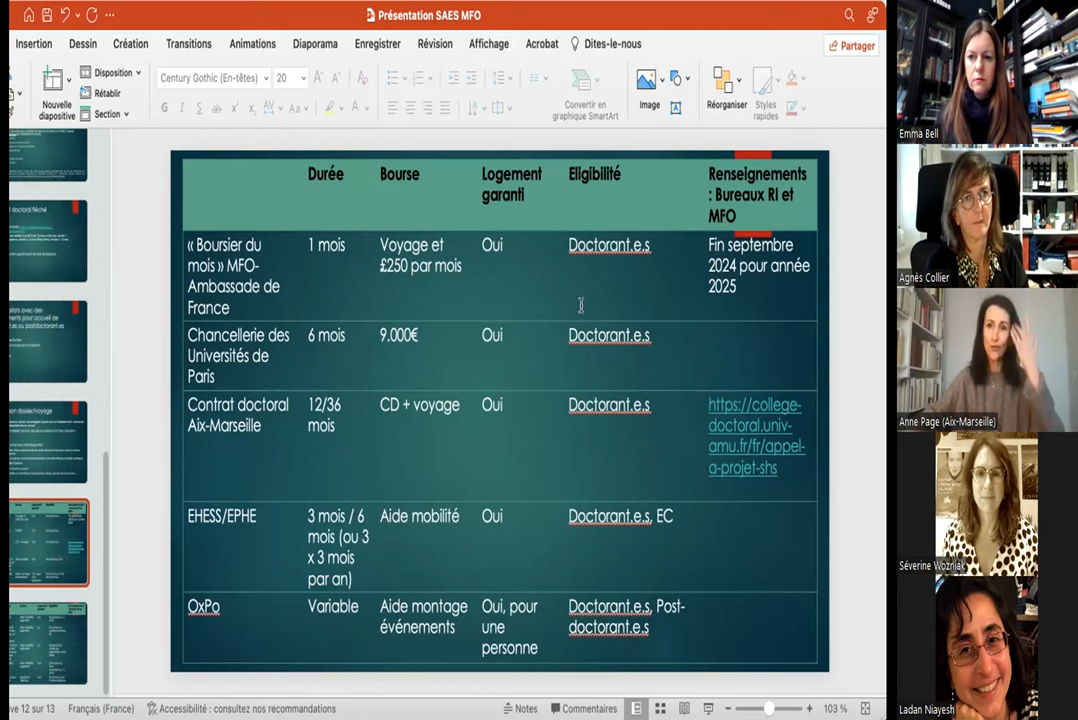 Présentation SAES MFO
Insertion Dessin Création Transitions Animations Diaporama Enregistrer Révision Affichage Acrobat Dites-le-nous
Partager
Nouvelle
diapositive
Disposition
Rétablir
Section
Century Gothic (En-têtes) 20
G I S ab
Convertir en
graphique SmartArt
Image
Réorganiser
Styles
rapides
Durée
Bourse
Logement
garanti
Eligibilité
Renseignements
: Bureaux RI et
MFO
« Boursier du
mois » MFO-
Ambassade de
France
1 mois
Voyage et
£250 par mois
Oui
Doctorant.e.s
Fin septembre
2024 pour année
2025
Chancellerie des
Universités de
Paris
6 mois
9.000€
Oui
Doctorant.e.s
Contrat doctoral
Aix-Marseille
12/36
mois
CD + voyage
Oui
Doctorant.e.s
https://college-
doctoral.univ-
amu.fr/fr/appel-
a-projet-shs
EHESS/EPHE
3 mois / 6
mois (ou 3
x 3 mois
par an)
Aide mobilité
Oui
Doctorant.e.s, EC
OxPo
Variable
Aide montage
événements
Oui, pour
une
personne
Doctorant.e.s, Post-
doctorant.e.s
ve 12 sur 13 Français (France) Accessibilité : consultez nos recommandations Notes Commentaires 103 %
Emma Bell
Agnès Collier
Anne Page (Aix-Marseille)
Séverine Wozniak
Ladan Niayesh